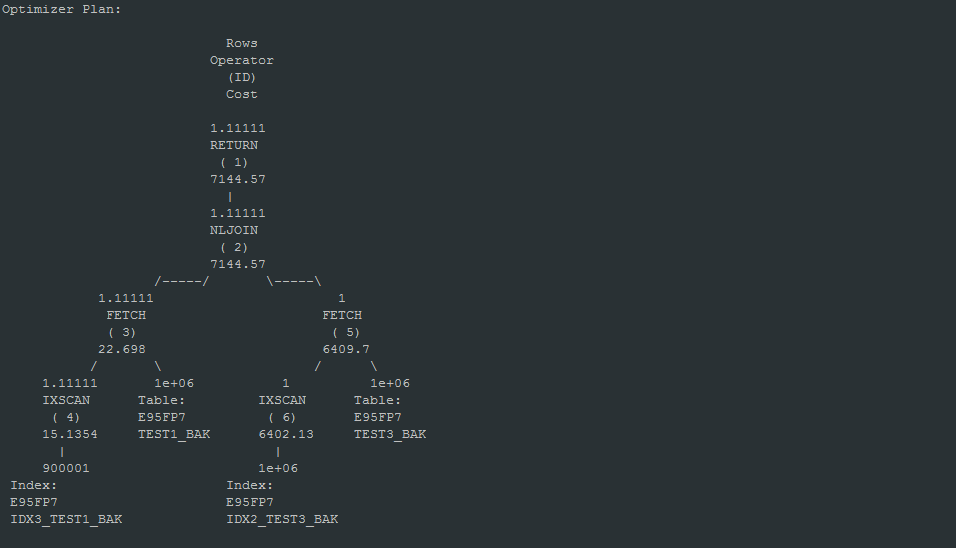 Optimizer Plan:
Rows
Operator
(ID)
Cost
1.11111
RETURN
( 1)
7144.57
|
1.11111
NLJOIN
( 2)
7144.57
/-----/ \-----\
1.11111 1
FETCH FETCH
( 3) ( 5)
22.698 6409.7
/ \ / \
1.11111 1e+06 1 1e+06
IXSCAN Table: IXSCAN Table:
( 4) E95FP7 ( 6) E95FP7
15.1354 TEST1_BAK 6402.13 TEST3_BAK
| |
900001 1e+06
Index: Index:
E95FP7 E95FP7
IDX3_TEST1_BAK IDX2_TEST3_BAK